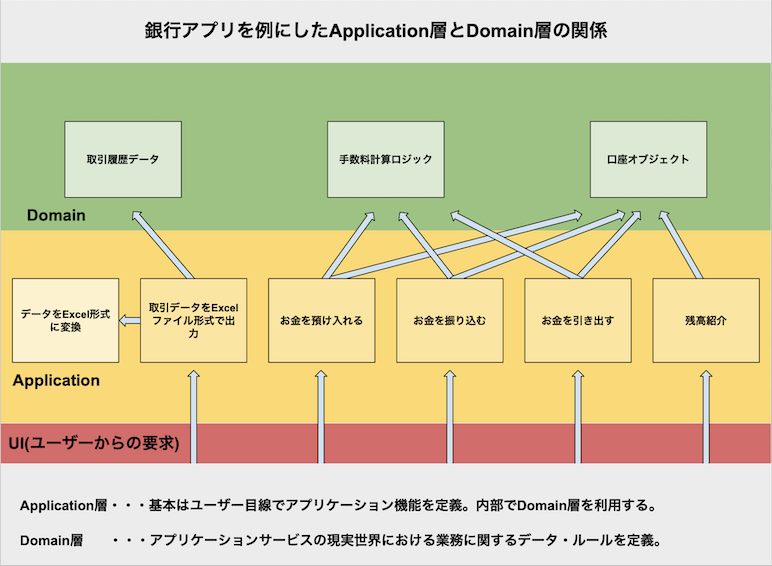 銀行アプリを例にしたApplication層とDomain層の関係
取引履歴データ
手数料計算ロジック
口座オブジェクト
Domain
データをExcel形式
に変換
取引データをExcel
ファイル形式で出
力
お金を預け入れる
お金を振り込む
お金を引き出す
残高紹介
Application
UI(ユーザーからの要求)
Application層・・・基本はユーザー目線でアプリケーション機能を定義。内部でDomain層を利用する。
Domain層　　・・・アプリケーションサービスの現実世界における業務に関するデータ・ルールを定義。